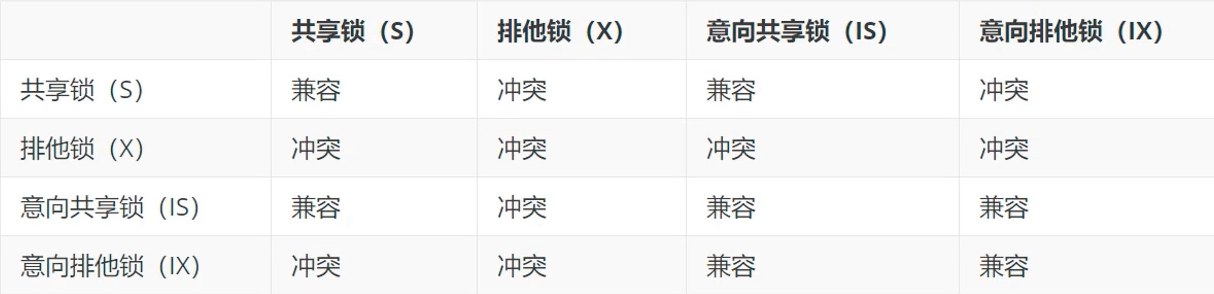 共享锁（S） 排他锁（X） 意向共享锁（IS） 意向排他锁（IX）
共享锁（S） 兼容 冲突 兼容 冲突
排他锁（X） 冲突 冲突 冲突 冲突
意向共享锁（IS） 兼容 冲突 兼容 兼容
意向排他锁（IX） 冲突 冲突 兼容 兼容